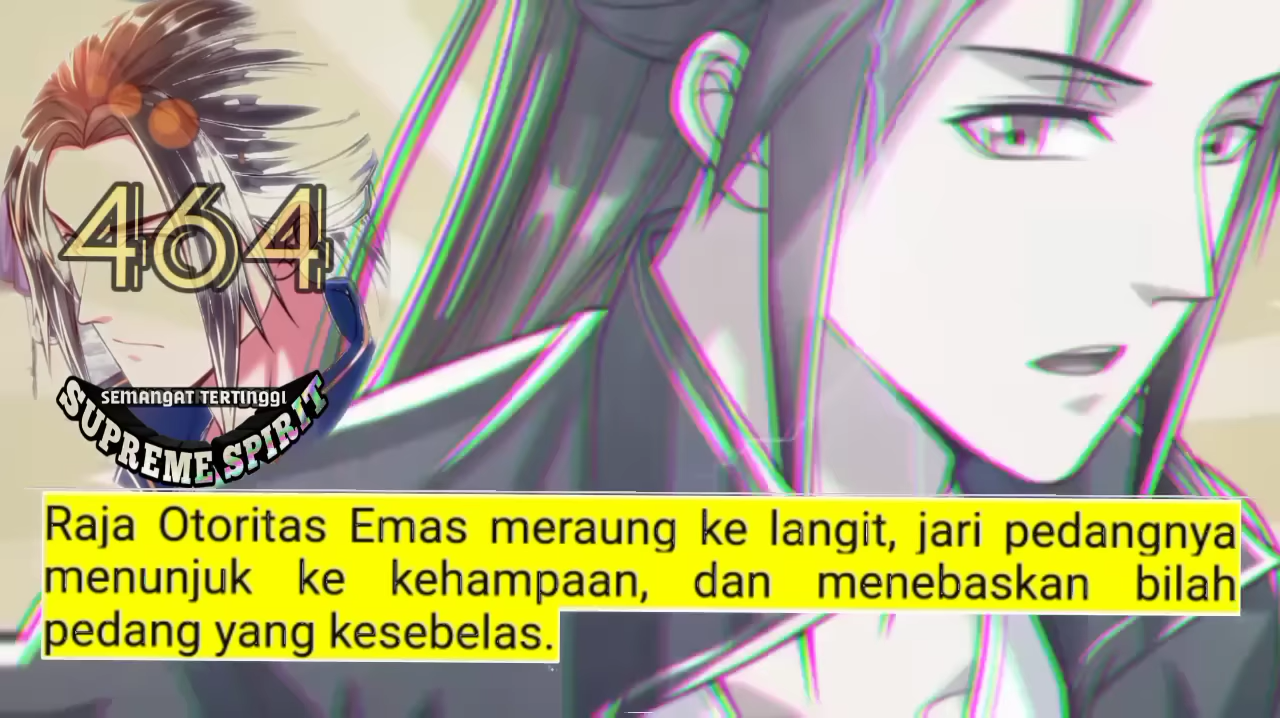 464
SEMANGAT TERTINGGI
SUPREME SPIRIT
Raja Otoritas Emas meraung ke langit, jari pedangnya
menunjuk ke kehampaan, dan menebaskan bilah
pedang yang kesebelas.